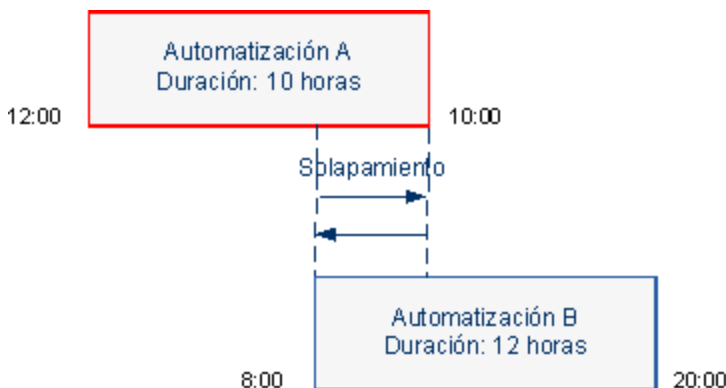 Automatización A
Duración: 10 horas
12:00
10:00
Solapamiento
Automatización B
Duración: 12 horas
8:00
20:00